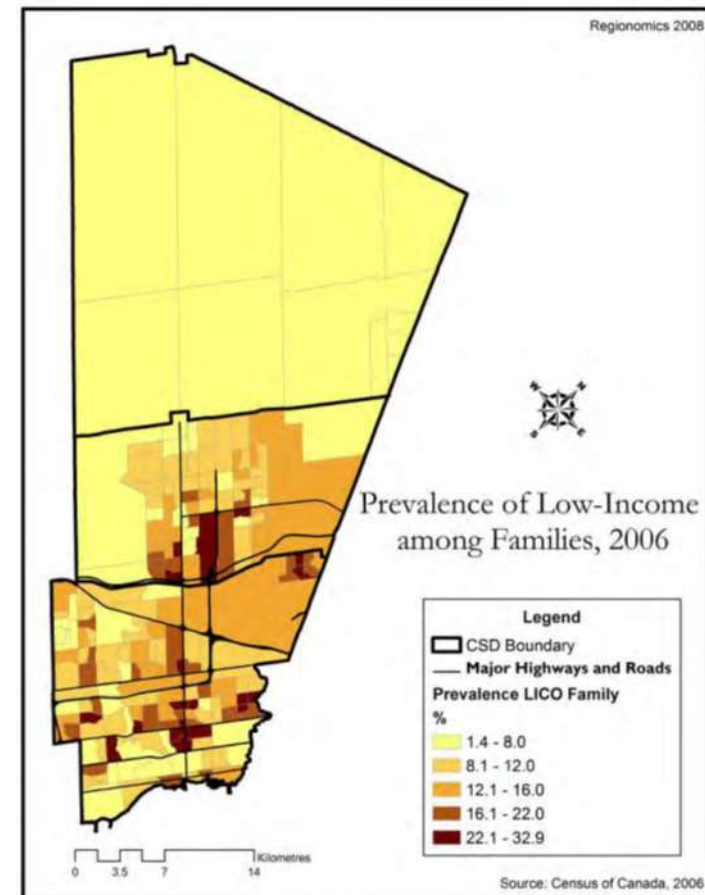 Regionomics 2008
N
W
E
S
Prevalence of Low-Income
among Families, 2006
Legend
CSD Boundary
Major Highways and Roads
Prevalence LICO Family
%
1.4 - 8.0
8.1 - 12.0
12.1 - 16.0
16.1 - 22.0
22.1 - 32.9
Kilometres
0 3.5 7 14
Source: Census of Canada, 2006